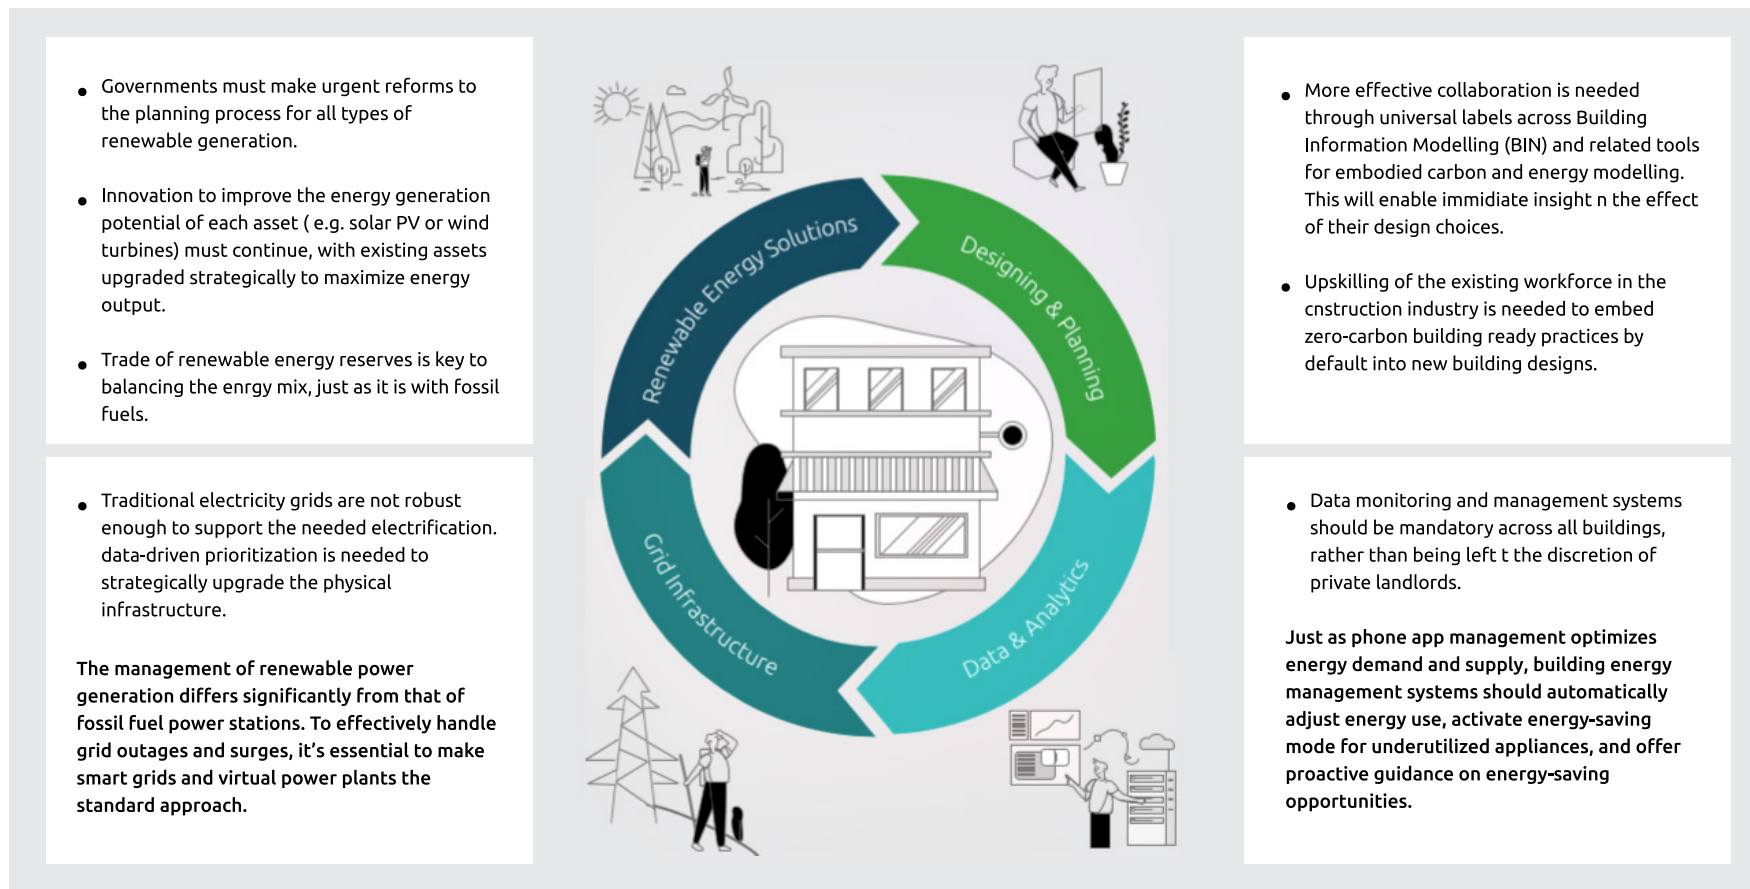 • Governments must make urgent reforms to
the planning process for all types of
renewable generation.
• Innovation to improve the energy generation
potential of each asset ( e.g. solar PV or wind
turbines) must continue, with existing assets
upgraded strategically to maximize energy
output.
• Trade of renewable energy reserves is key to
balancing the enrgy mix, just as it is with fossil
fuels.
• Traditional electricity grids are not robust
enough to support the needed electrification.
data-driven prioritization is needed to
strategically upgrade the physical
infrastructure.
The management of renewable power
generation differs significantly from that of
fossil fuel power stations. To effectively handle
grid outages and surges, it’s essential to make
smart grids and virtual power plants the
standard approach.
Renewable Energy Solutions
Designing & Planning
Grid Infrastructure
Data & Analytics
• More effective collaboration is needed
through universal labels across Building
Information Modelling (BIN) and related tools
for embodied carbon and energy modelling.
This will enable immidiate insight n the effect
of their design choices.
• Upskilling of the existing workforce in the
cnstruction industry is needed to embed
zero-carbon building ready practices by
default into new building designs.
• Data monitoring and management systems
should be mandatory across all buildings,
rather than being left t the discretion of
private landlords.
Just as phone app management optimizes
energy demand and supply, building energy
management systems should automatically
adjust energy use, activate energy-saving
mode for underutilized appliances, and offer
proactive guidance on energy-saving
opportunities.